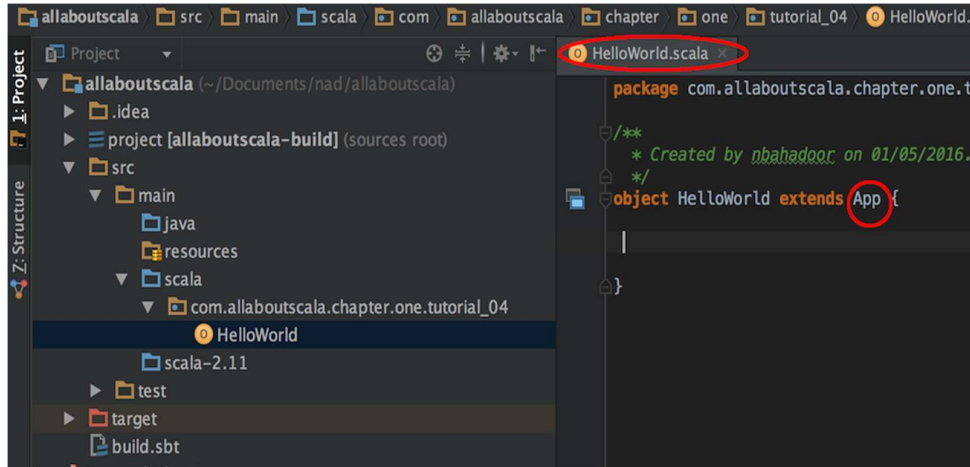 allaboutscala src main scala com allaboutscala chapter one tutorial_04 HelloWorld.
1: Project
Z: Structure
Project
allaboutscala (~/Documents/nad/allaboutscala)
.idea
project [allaboutscala-build] (sources root)
src
main
java
resources
scala
com.allaboutscala.chapter.one.tutorial_04
HelloWorld
scala-2.11
test
target
build.sbt
HelloWorld.scala
package com.allaboutscala.chapter.one.t
/**
* Created by nbahadoor on 01/05/2016.
*/
object HelloWorld extends App {
}